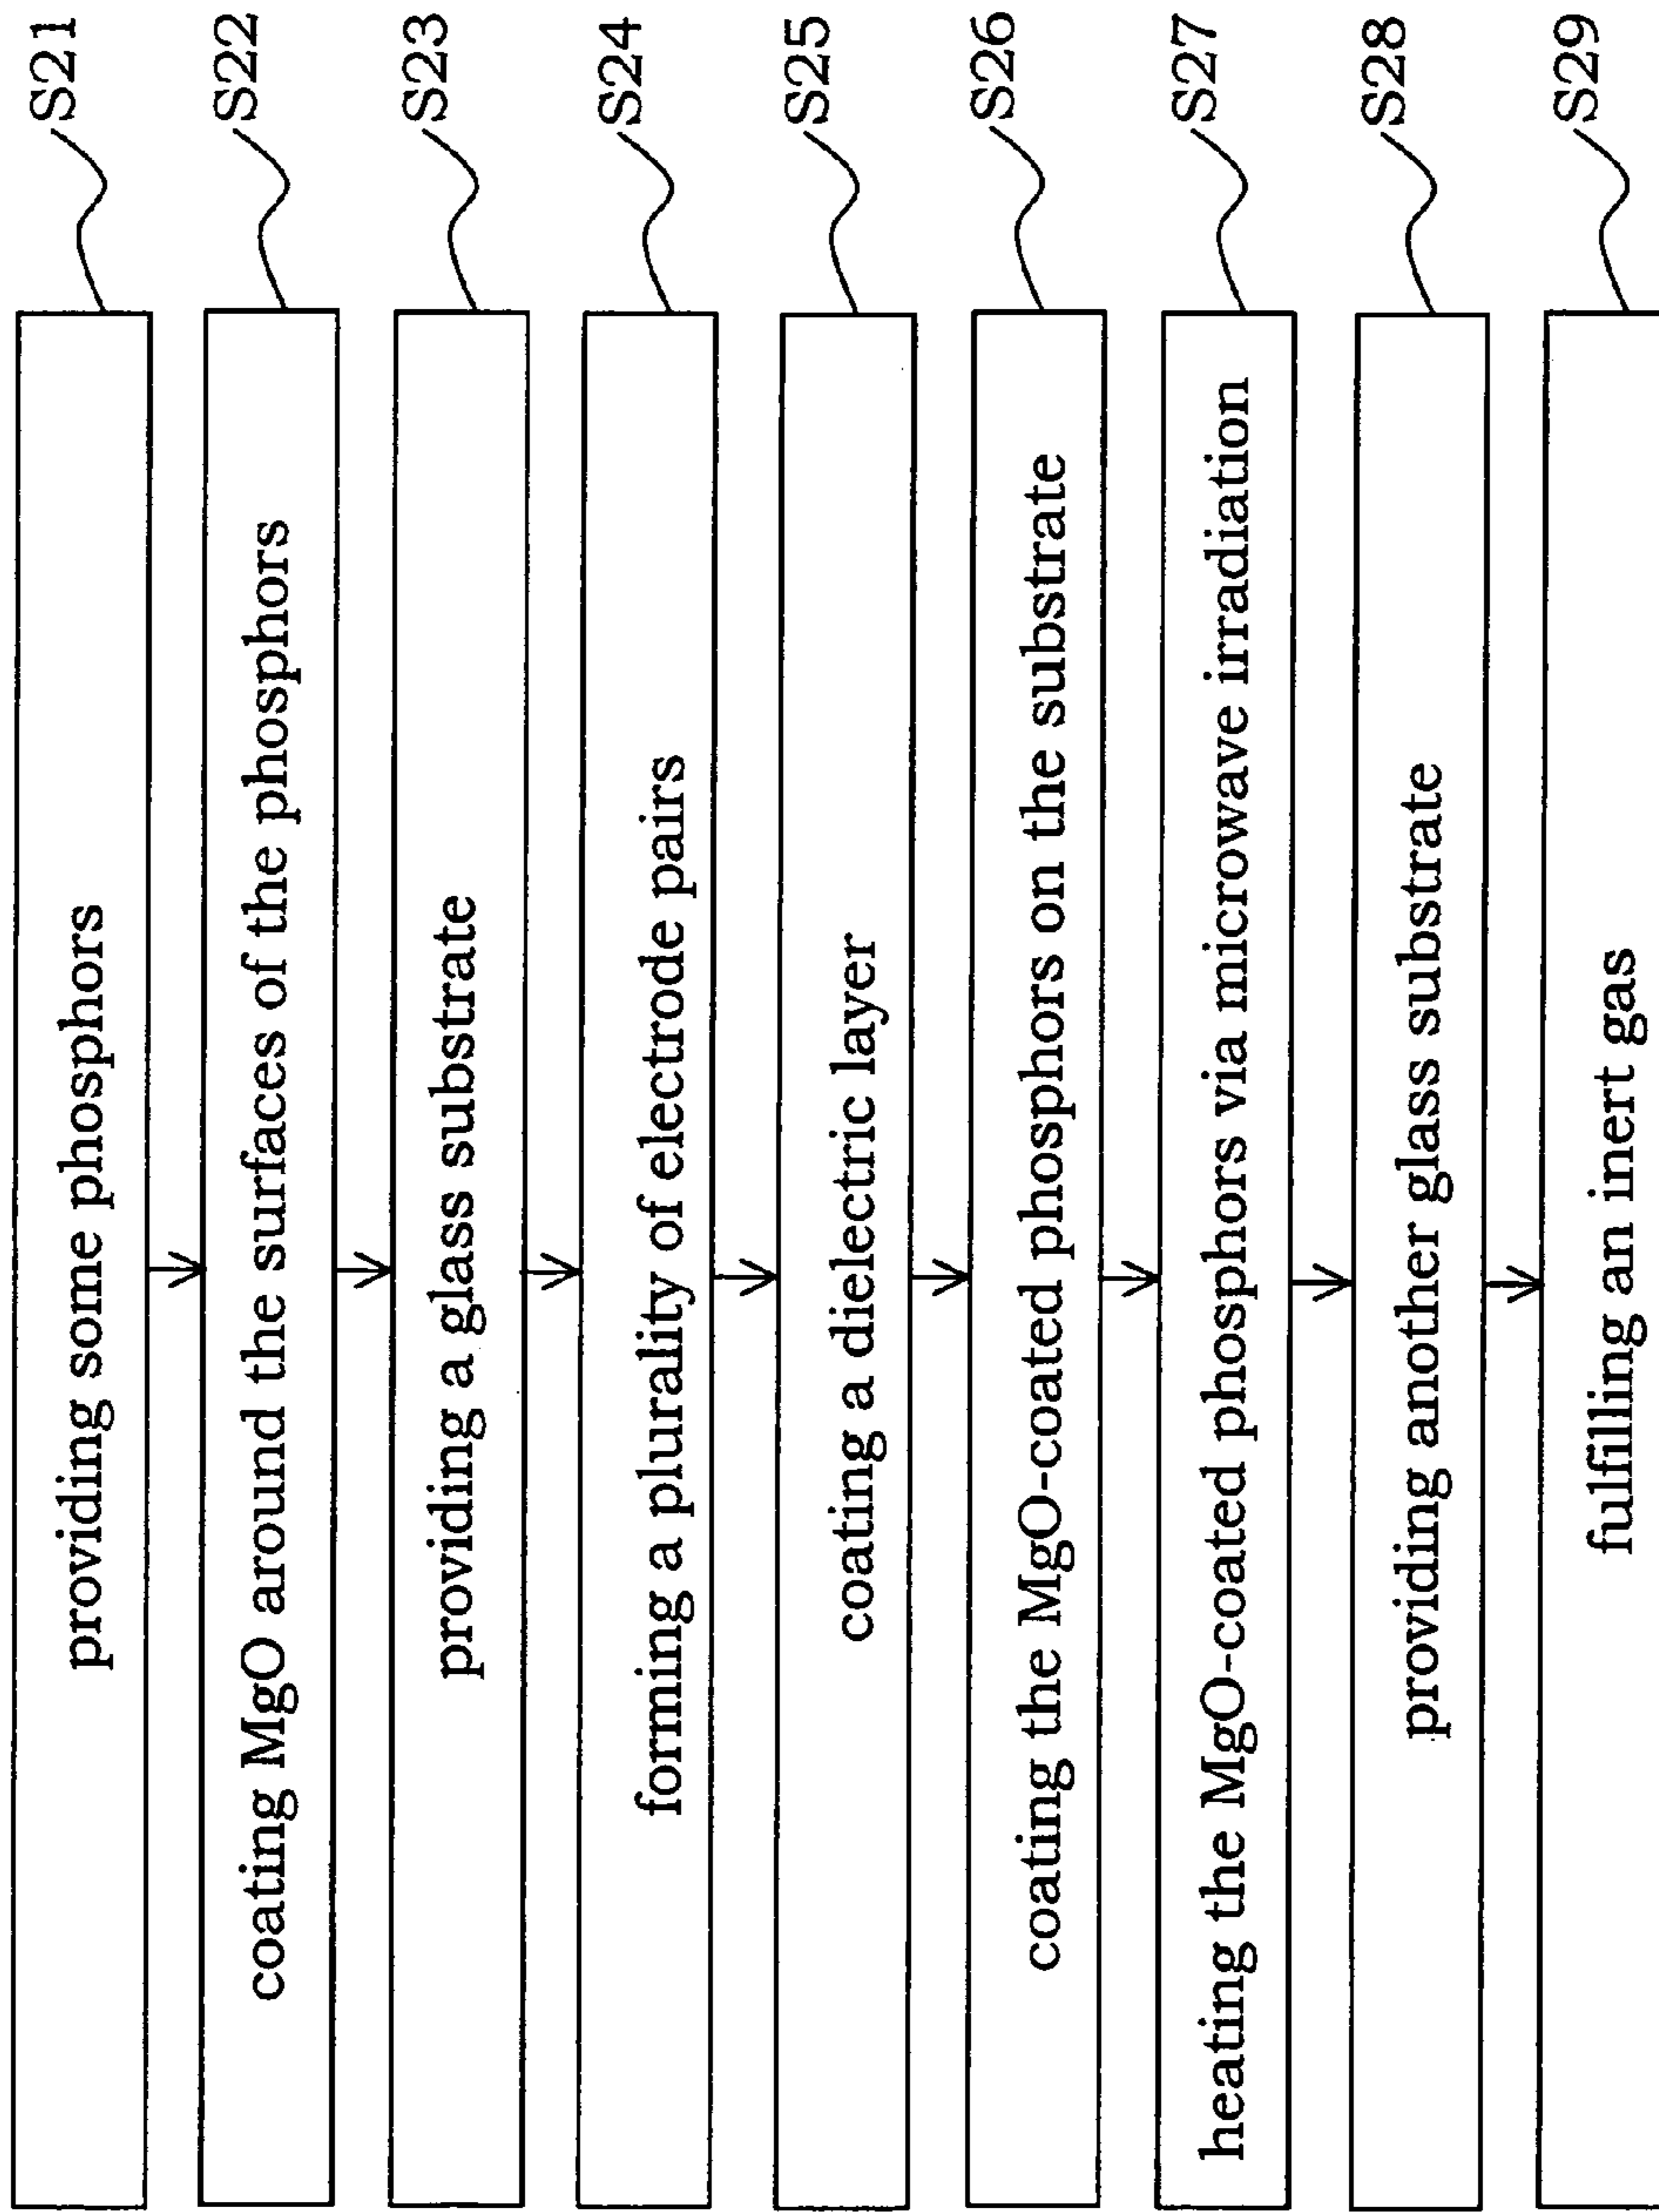 providing some phosphors S21
coating MgO around the surfaces of the phosphors S22
providing a glass substrate S23
forming a plurality of electrode pairs S24
coating a dielectric layer S25
coating the MgO-coated phosphors on the substrate S26
heating the MgO-coated phosphors via microwave irradiation S27
providing another glass substrate S28
fulfilling an inert gas S29